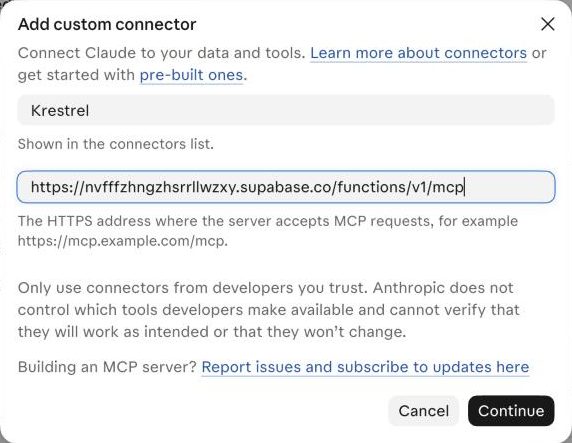 Add custom connector
Connect Claude to your data and tools. Learn more about connectors or
get started with pre-built ones.
Krestrel
Shown in the connectors list.
https://nvfffzhngzhsrrllwzxy.supabase.co/functions/v1/mcp
The HTTPS address where the server accepts MCP requests, for example
https://mcp.example.com/mcp.
Only use connectors from developers you trust. Anthropic does not
control which tools developers make available and cannot verify that
they will work as intended or that they won’t change.
Building an MCP server? Report issues and subscribe to updates here
Cancel
Continue